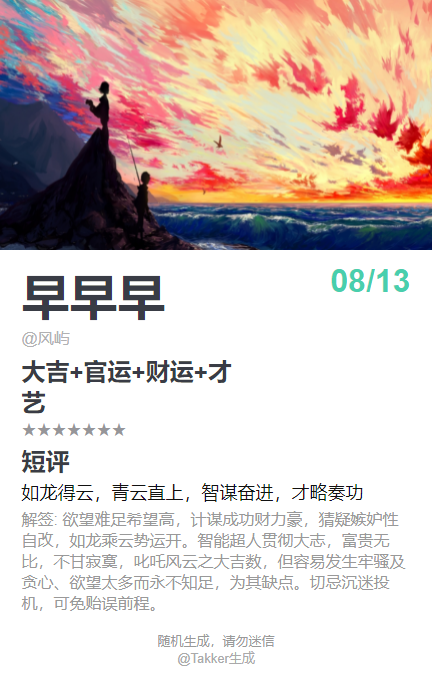 早早早
08/13
@风屿
大吉+官运+财运+才
艺
★★★★★★★
短评
如龙得云，青云直上，智谋奋进，才略奏功
解签: 欲望难足希望高，计谋成功财力豪，猜疑嫉妒性
自改，如龙乘云势运开。智能超人贯彻大志，富贵无
比，不甘寂寞，叱吒风云之大吉数，但容易发生牢骚及
贪心、欲望太多而永不知足，为其缺点。切忌沉迷投
机，可免贻误前程。
随机生成，请勿迷信
@Takker生成